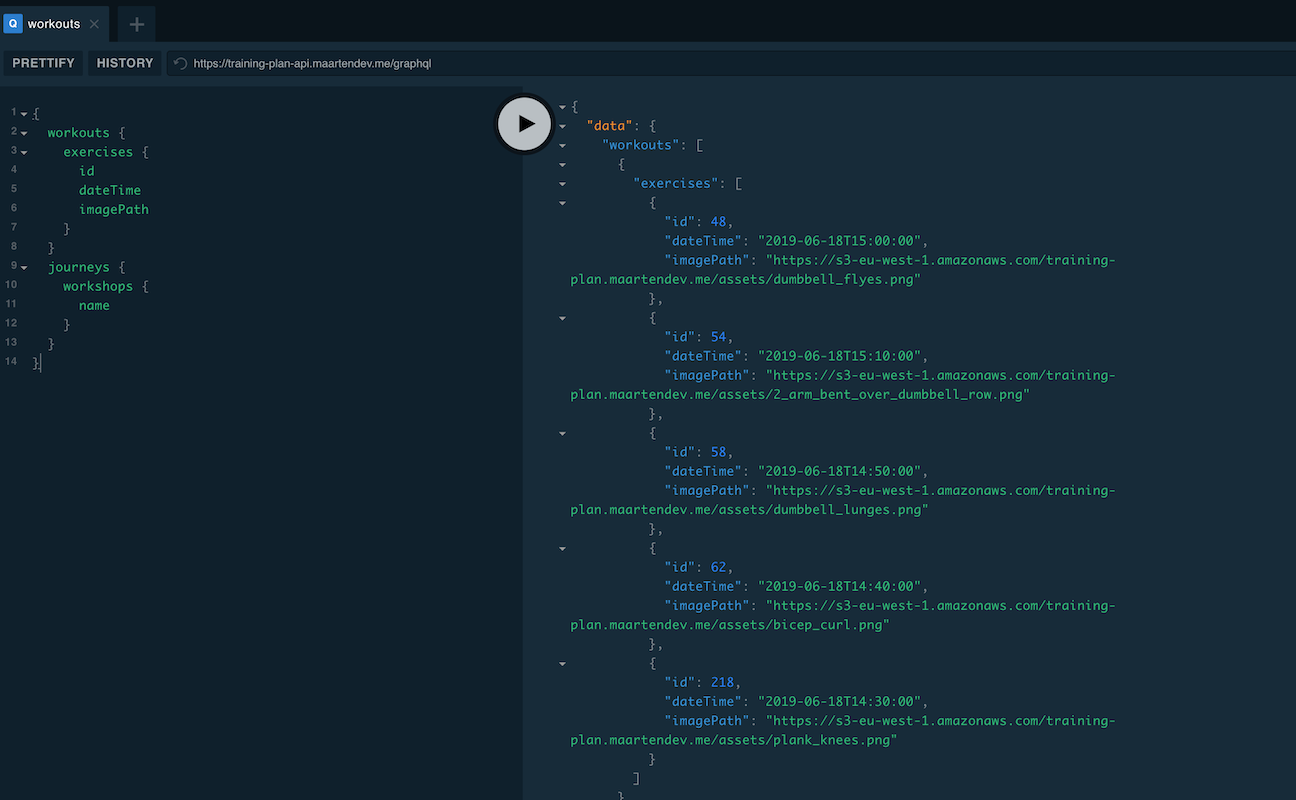 Q workouts
PRETTIFY HISTORY https://training-plan-api.maartendev.me/graphql
1 {
2 workouts {
3 exercises {
4 id
5 dateTime
6 imagePath
7 }
8 }
9 journeys {
10 workshops {
11 name
12 }
13 }
14 }
{
"data": {
"workouts": [
{
"exercises": [
{
"id": 48,
"dateTime": "2019-06-18T15:00:00",
"imagePath": "https://s3-eu-west-1.amazonaws.com/training-
plan.maartendev.me/assets/dumbbell_flyes.png"
},
{
"id": 54,
"dateTime": "2019-06-18T15:10:00",
"imagePath": "https://s3-eu-west-1.amazonaws.com/training-
plan.maartendev.me/assets/2_arm_bent_over_dumbbell_row.png"
},
{
"id": 58,
"dateTime": "2019-06-18T14:50:00",
"imagePath": "https://s3-eu-west-1.amazonaws.com/training-
plan.maartendev.me/assets/dumbbell_lunges.png"
},
{
"id": 62,
"dateTime": "2019-06-18T14:40:00",
"imagePath": "https://s3-eu-west-1.amazonaws.com/training-
plan.maartendev.me/assets/bicep_curl.png"
},
{
"id": 218,
"dateTime": "2019-06-18T14:30:00",
"imagePath": "https://s3-eu-west-1.amazonaws.com/training-
plan.maartendev.me/assets/plank_knees.png"
}
]
}